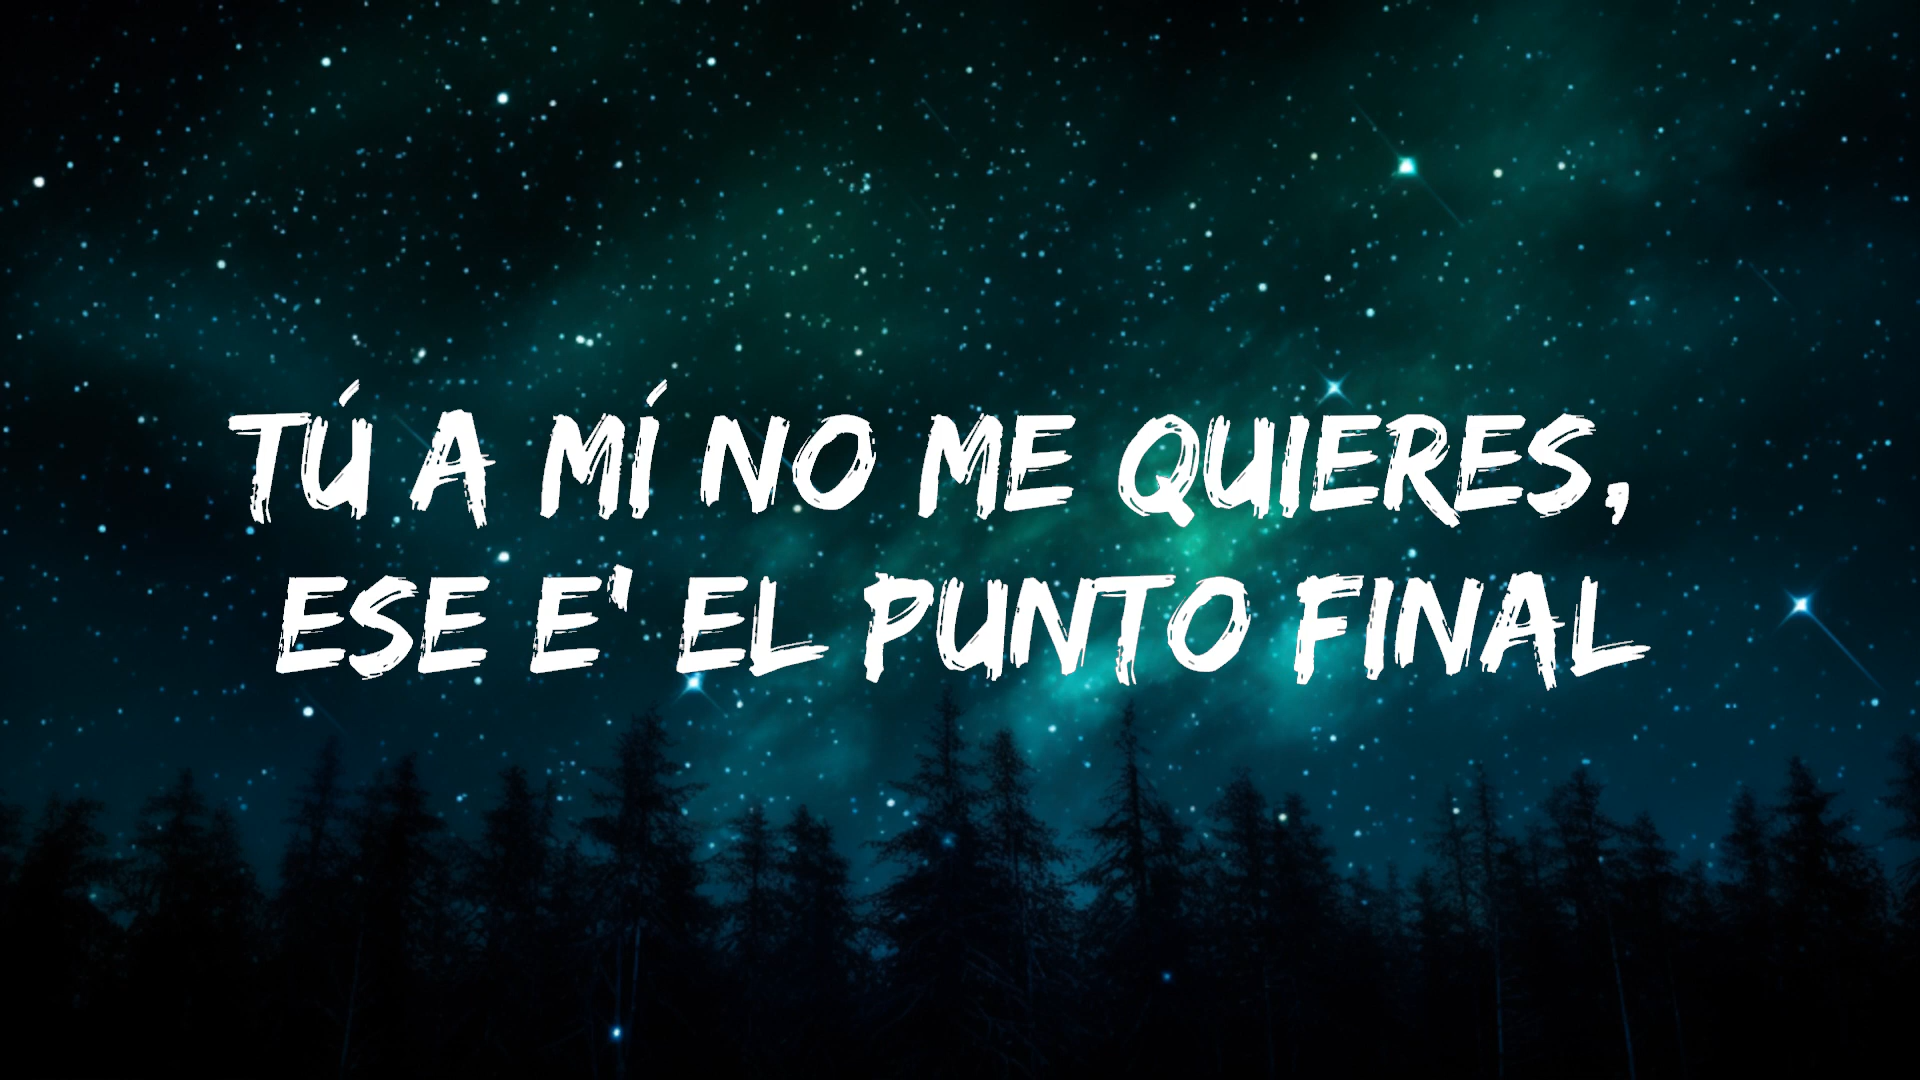 TÚ A MÍ NO ME QUIERES,
ESE E' EL PUNTO FINAL